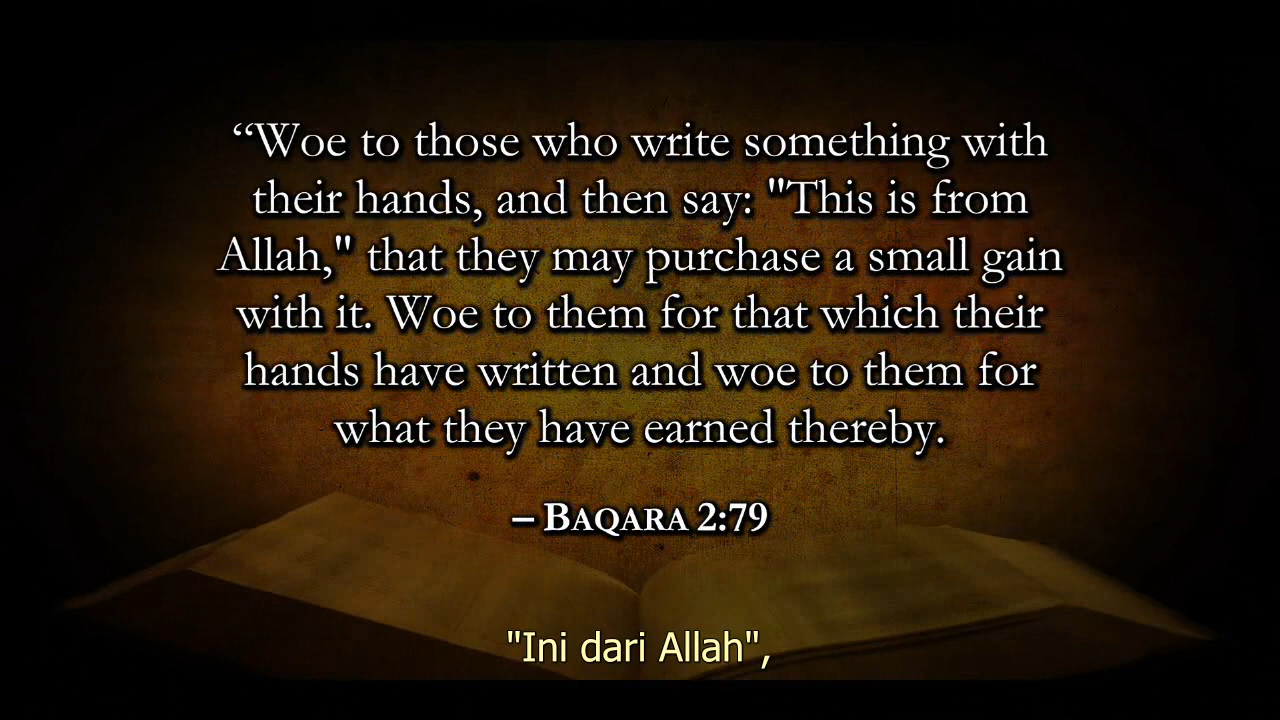 “Woe to those who write something with
their hands, and then say: "This is from
Allah," that they may purchase a small gain
with it. Woe to them for that which their
hands have written and woe to them for
what they have earned thereby.
– BAQARA 2:79
"Ini dari Allah",